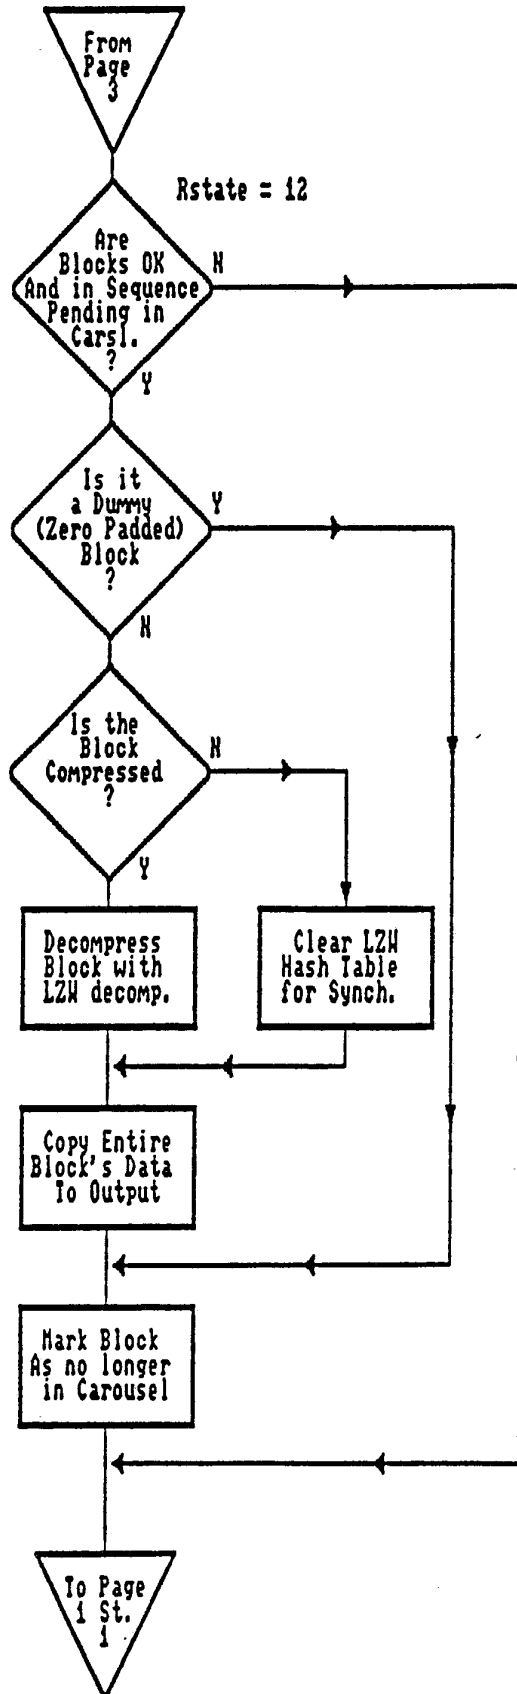 From
Page
3
Rstate = 12
Are
Blocks OK
And in Sequence
Pending in
Carsl.
?
N
Y
Is it
a Dummy
(Zero Padded)
Block
?
Y
N
Is the
Block
Compressed
?
N
Y
Decompress
Block with
LZW decomp.
Clear LZW
Hash Table
for Synch.
Copy Entire
Block's Data
To Output
Mark Block
As no longer
in Carousel
To Page
1 St.
1